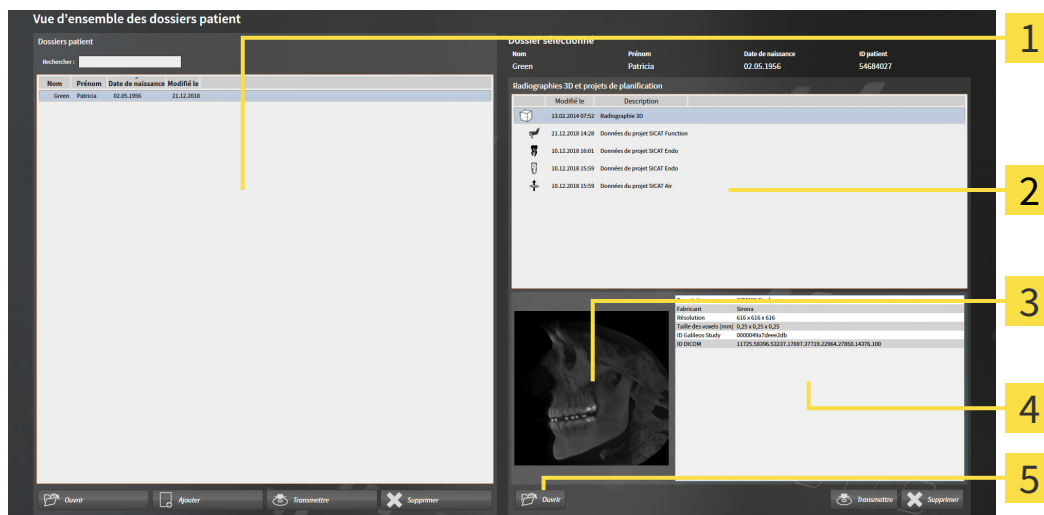 Vue d'ensemble des dossiers patient
Dossiers patient
Rechercher :
Nom Prénom Date de naissance Modifié le
Green Patricia 02.05.1956 21.12.2018
Ouvrir Ajouter Transmettre Supprimer
Dossier sélectionné
Nom Prénom Date de naissance ID patient
Green Patricia 02.05.1956 54684027
Radiographies 3D et projets de planification
Modifié le Description
13.02.2014 07:52 Radiographie 3D
21.12.2018 14:28 Données du projet SICAT Function
10.12.2018 16:01 Données de projet SICAT Endo
10.12.2018 15:59 Données de projet SICAT Endo
10.12.2018 15:59 Données du projet SICAT Air
Fabricant Sirona
Résolution 616 x 616 x 616
Taille des voxels [mm] 0,25 x 0,25 x 0,25
ID Galileos Study 0000049a7deee2db
ID DICOM 11725.58396.53237.17697.37719.22964.27850.14376.100
Ouvrir Transmettre Supprimer
1
2
3
4
5